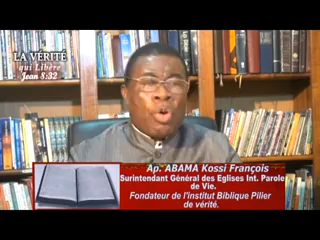 LA VÉRITÉ
qui Libère
Jean 8:32
Ap. ABAMA Kossi François
Surintendant Général des Eglises Int. Parole
de Vie.
Fondateur de l'institut Biblique Pilier
de vérité.